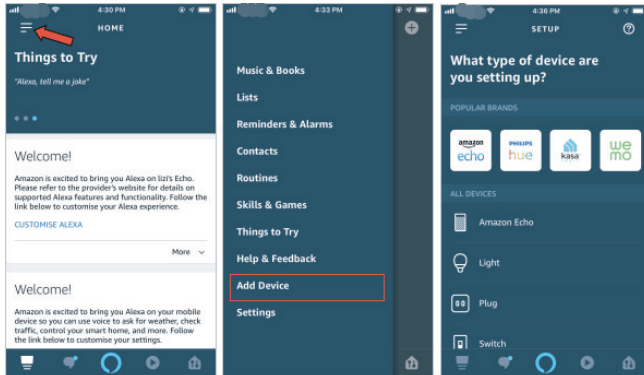 4:30 PM
HOME
Things to Try
"Alexa, tell me a joke"
Welcome!
Amazon is excited to bring you Alexa on lizi's Echo.
Please refer to the provider's website for details on
supported Alexa features and functionality. Follow the
link below to customise your Alexa experience.
CUSTOMISE ALEXA
More
Welcome!
Amazon is excited to bring you Alexa on your mobile
device so you can use voice to ask for weather, check
traffic, control your smart home, and more. Follow
the link below to customise your settings.
4:33 PM
Music & Books
Lists
Reminders & Alarms
Contacts
Routines
Skills & Games
Things to Try
Help & Feedback
Add Device
Settings
4:36 PM
SETUP
What type of device are
you setting up?
POPULAR BRANDS
amazon
echo
PHILIPS
hue
kasa
we
mo
ALL DEVICES
Amazon Echo
Light
Plug
Switch